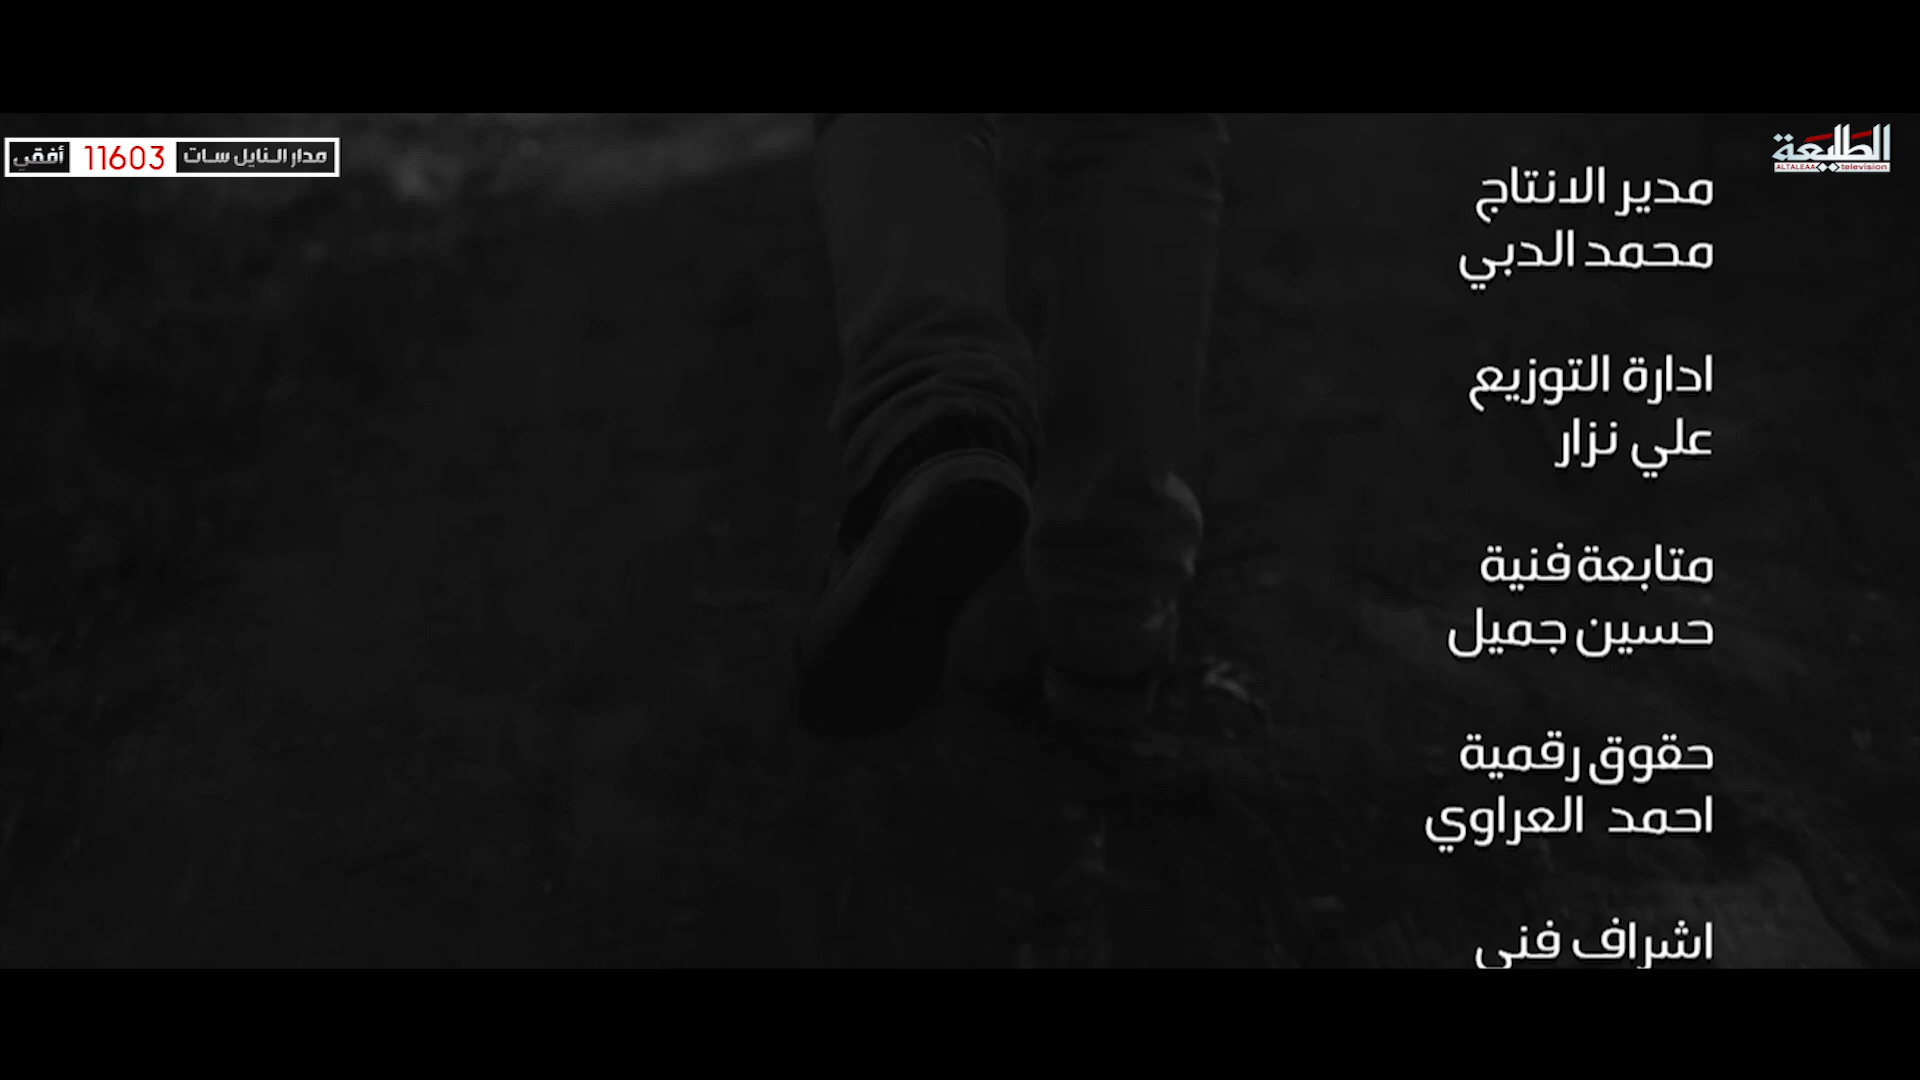 مدار النايل سات 11603 أفقي
الطليعة
ALTALEAA television
مدير الانتاج
محمد الدبي
ادارة التوزيع
علي نزار
متابعة فنية
حسين جميل
حقوق رقمية
احمد العراوي
اشراف فني